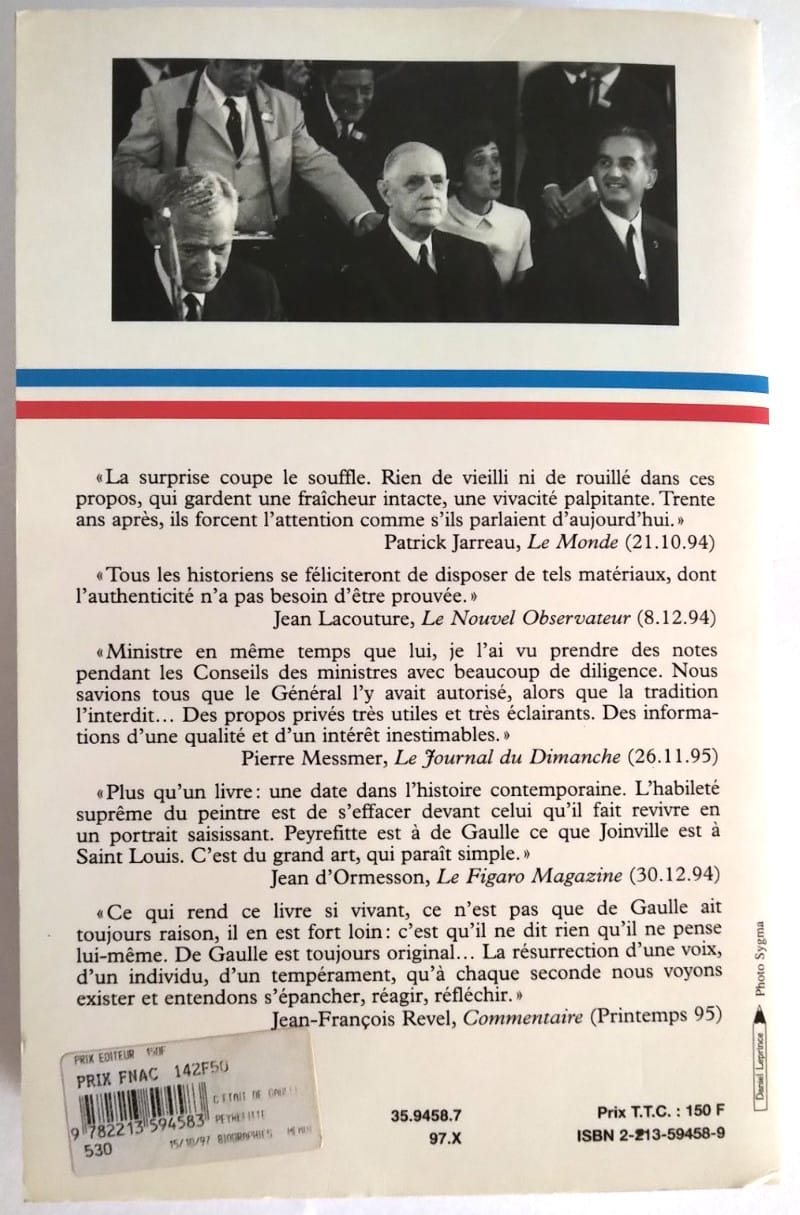 «La surprise coupe le souffle. Rien de vieilli ni de rouillé dans ces
propos, qui gardent une fraîcheur intacte, une vivacité palpitante. Trente
ans après, ils forcent l'attention comme s'ils parlaient d'aujourd'hui.»
Patrick Jarreau, Le Monde (21.10.94)
«Tous les historiens se féliciteront de disposer de tels matériaux, dont
l'authenticité n'a pas besoin d'être prouvée.»
Jean Lacouture, Le Nouvel Observateur (8.12.94)
«Ministre en même temps que lui, je l'ai vu prendre des notes
pendant les Conseils des ministres avec beaucoup de diligence. Nous
savions tous que le Général l'y avait autorisé, alors que la tradition
l'interdit... Des propos privés très utiles et très éclairants. Des informa-
tions d'une qualité et d'un intérêt inestimables.»
Pierre Messmer, Le Journal du Dimanche (26.11.95)
«Plus qu'un livre: une date dans l'histoire contemporaine. L'habileté
suprême du peintre est de s'effacer devant celui qu'il fait revivre en
un portrait saisissant. Peyrefitte est à de Gaulle ce que Joinville est à
Saint Louis. C'est du grand art, qui paraît simple.»
Jean d'Ormesson, Le Figaro Magazine (30.12.94)
«Ce qui rend ce livre si vivant, ce n'est pas que de Gaulle ait
toujours raison, il en est fort loin: c'est qu'il ne dit rien qu'il ne pense
lui-même. De Gaulle est toujours original... La résurrection d'une voix,
d'un individu, d'un tempérament, qu'à chaque seconde nous voyons
exister et entendons s'épancher, réagir, réfléchir.»
Jean-François Revel, Commentaire (Printemps 95)
Daniel Leprince
Photo Sygma
PRIX EDITEUR 150F
PRIX FNAC 142F50
C'ETAIT DE GAULL
PEYREFITTE
9 782213 594583
15/10/97 BIOGRAPHIES
530
35.9458.7
97.X
Prix T.T.C. : 150 F
ISBN 2-213-59458-9